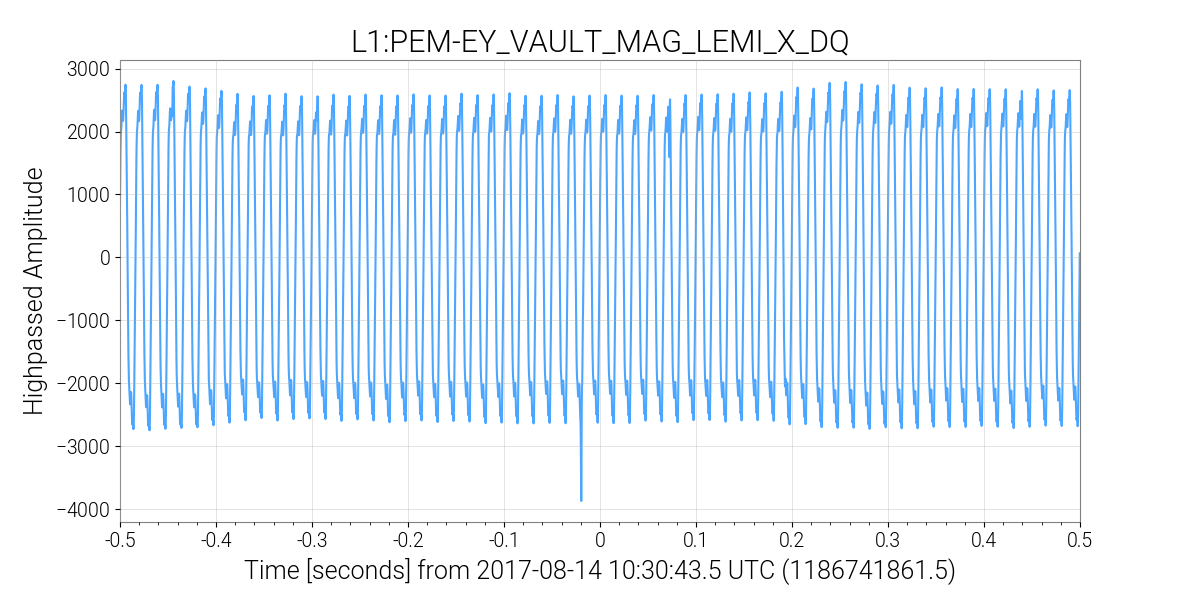 L1:PEM-EY_VAULT_MAG_LEMI_X_DQ
Highpassed Amplitude
3000
2000
1000
0
−1000
−2000
−3000
−4000
-0.5 -0.4 -0.3 -0.2 -0.1 0 0.1 0.2 0.3 0.4 0.5
Time [seconds] from 2017-08-14 10:30:43.5 UTC (1186741861.5)